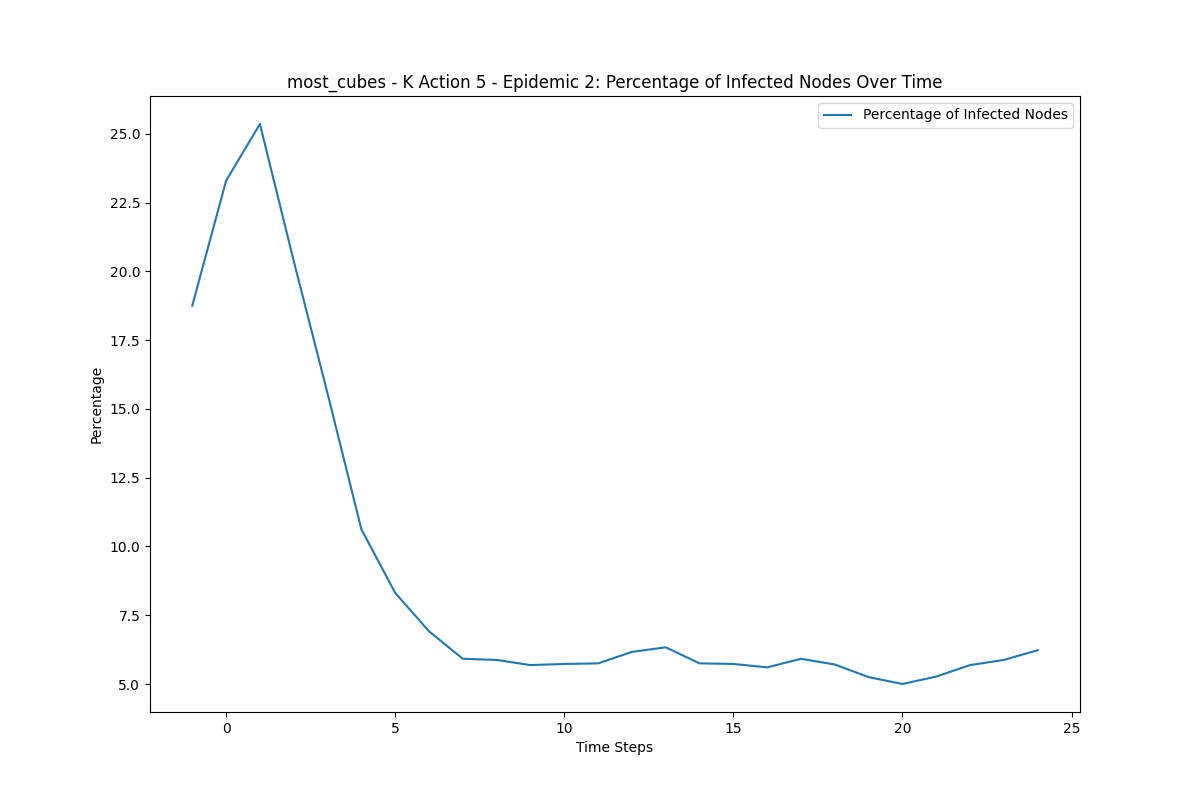 most_cubes - K Action 5 - Epidemic 2: Percentage of Infected Nodes Over Time
Percentage of Infected Nodes
25.0
22.5
20.0
17.5
15.0
12.5
10.0
7.5
5.0
Percentage
0 5 10 15 20 25
Time Steps